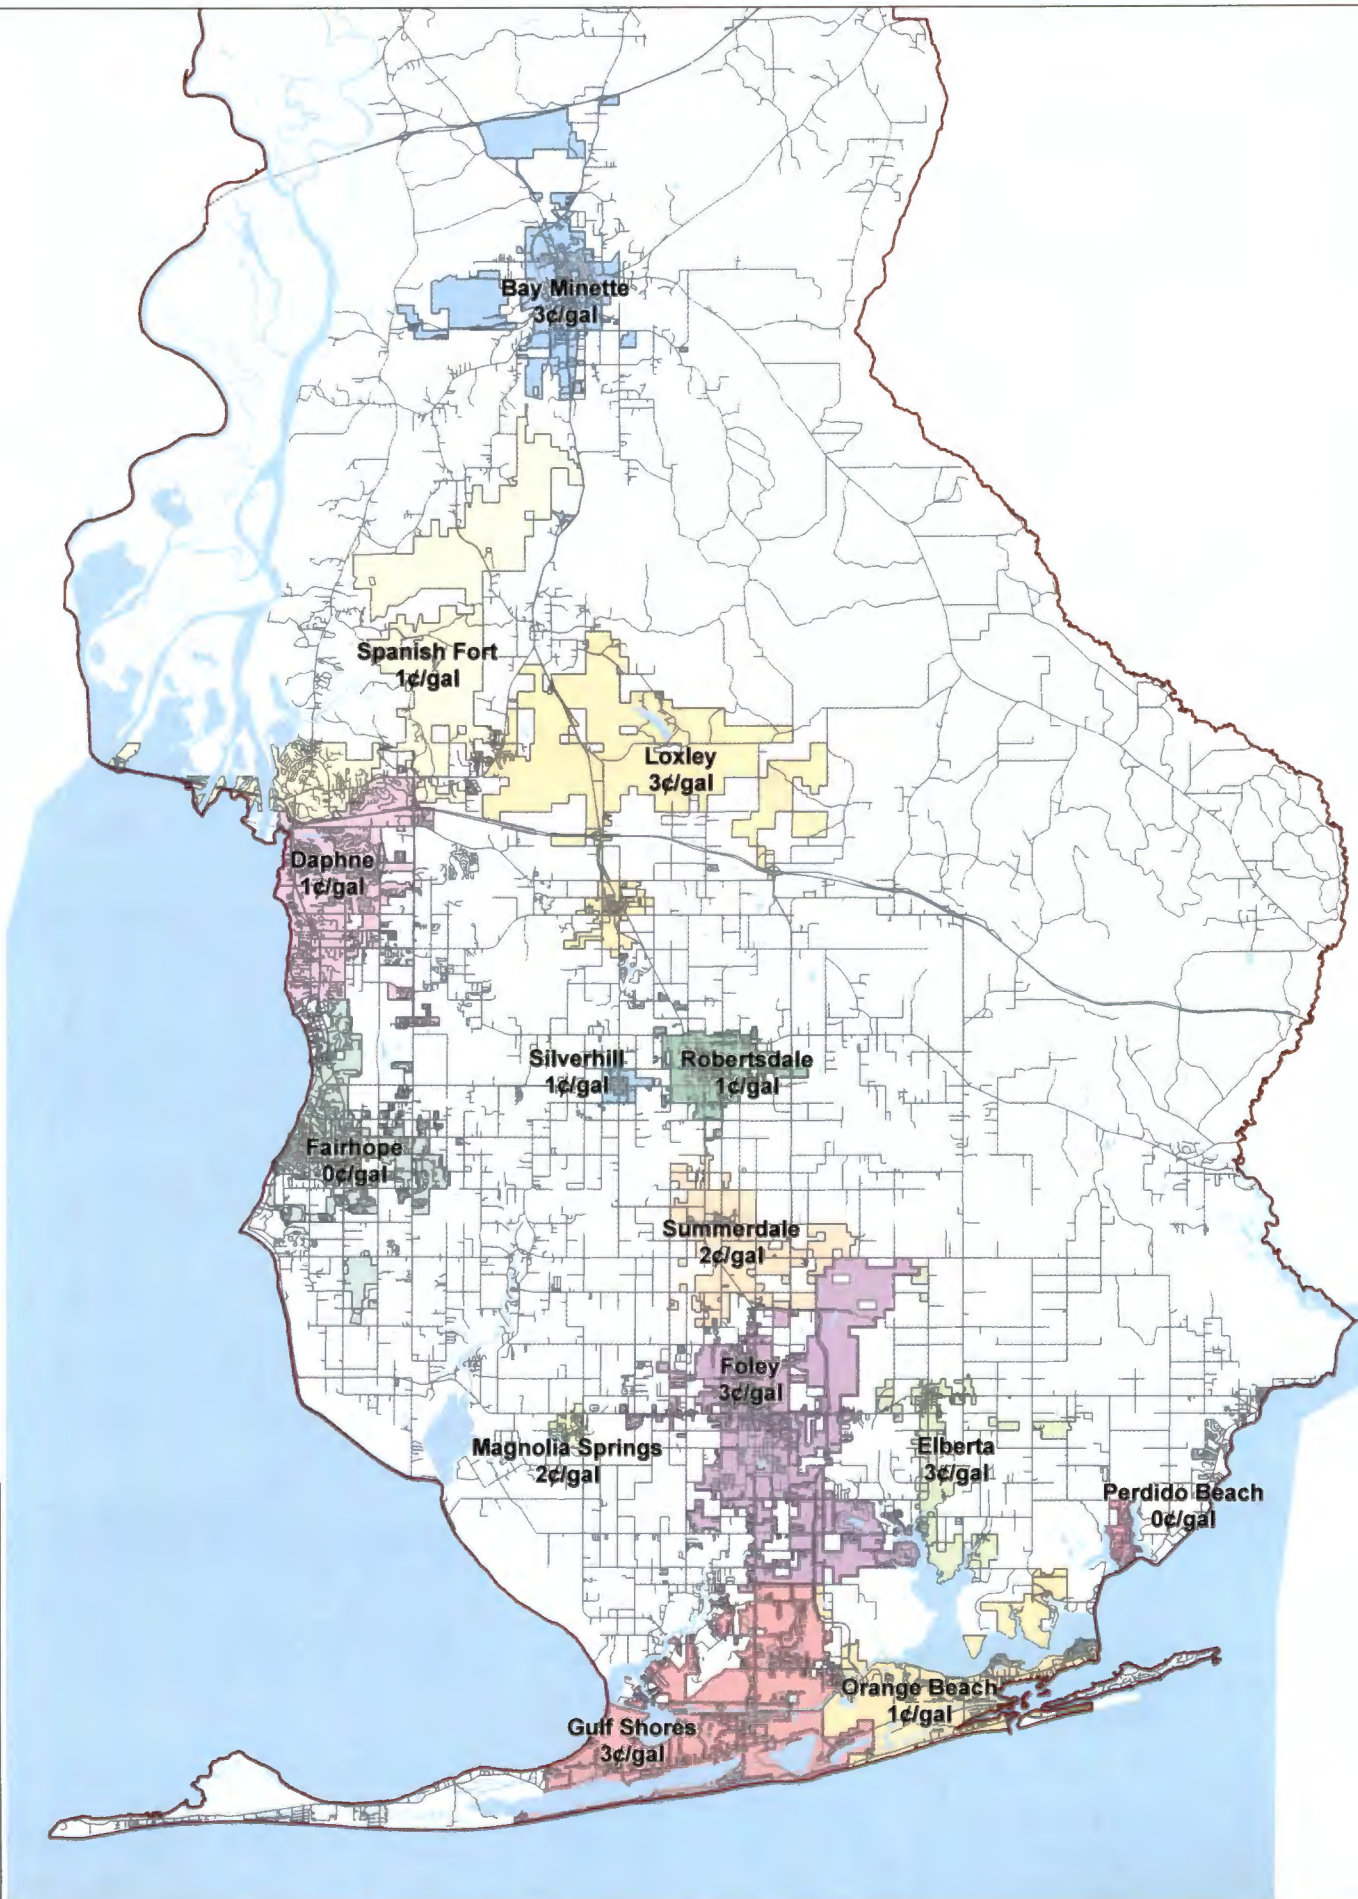 Bay Minette
3¢/gal
Spanish Fort
1¢/gal
Loxley
3¢/gal
Daphne
1¢/gal
Silverhill
1¢/gal
Robertsdale
1¢/gal
Fairhope
0¢/gal
Summerdale
2¢/gal
Foley
3¢/gal
Magnolia Springs
2¢/gal
Elberta
3¢/gal
Perdido Beach
0¢/gal
Orange Beach
1¢/gal
Gulf Shores
3¢/gal